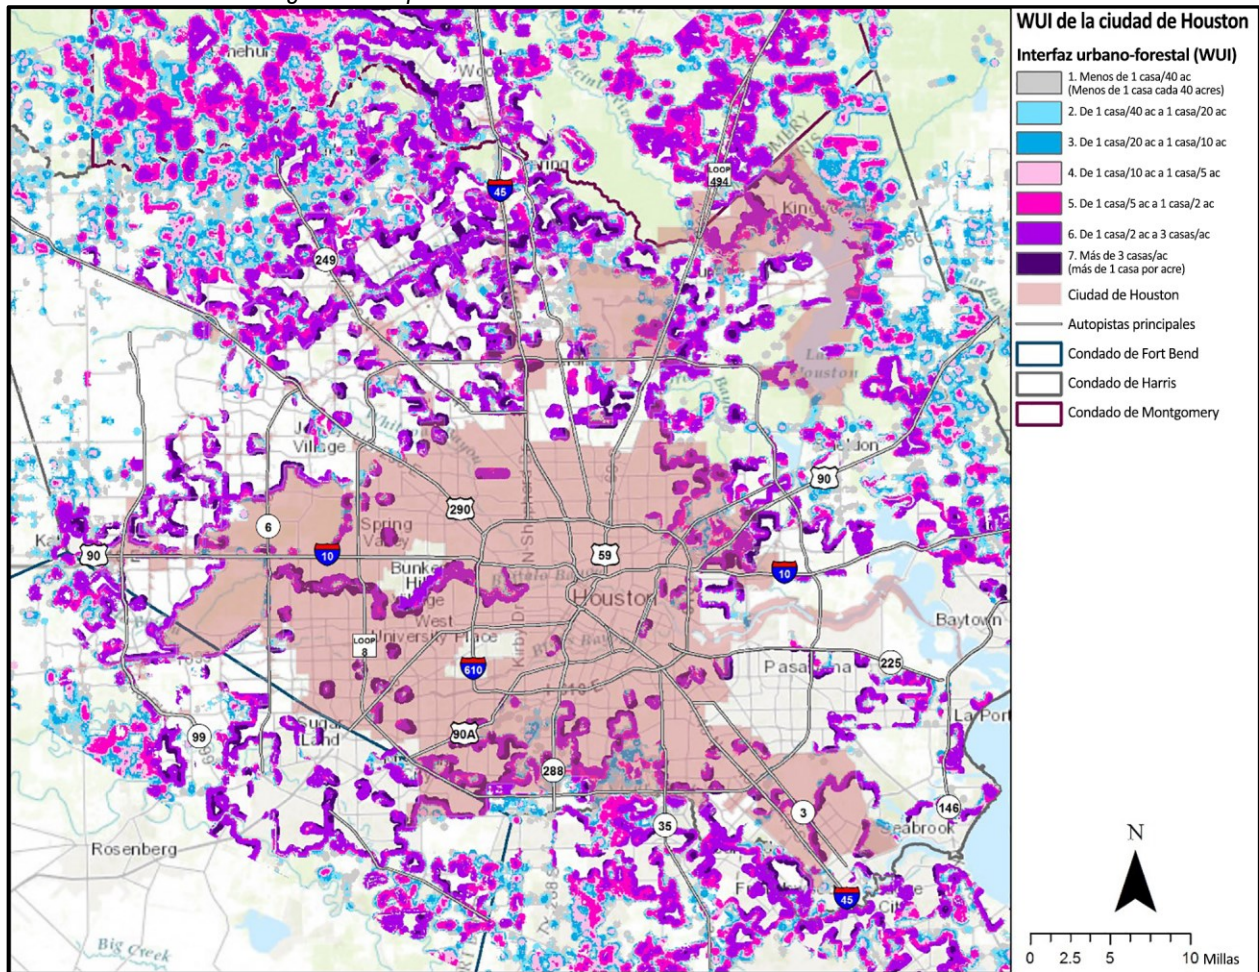 WUI de la ciudad de Houston
Interfaz urbano-forestal (WUI)
1. Menos de 1 casa/40 ac
(Menos de 1 casa cada 40 acres)
2. De 1 casa/40 ac a 1 casa/20 ac
3. De 1 casa/20 ac a 1 casa/10 ac
4. De 1 casa/10 ac a 1 casa/5 ac
5. De 1 casa/5 ac a 1 casa/2 ac
6. De 1 casa/2 ac a 3 casas/ac
7. Más de 3 casas/ac
(más de 1 casa por acre)
Ciudad de Houston
Autopistas principales
Condado de Fort Bend
Condado de Harris
Condado de Montgomery
N
0 2.5 5 10 Millas
LOOP
494
45
249
Village
290
90
6
Spring
Valley
10
90
59
10
Houston
West
University Place
Kirby Dr
Baytown
LOOP
8
610
225
Sugar
Land
99
90A
288
35
3
146
Rosenberg
45
Big Creek